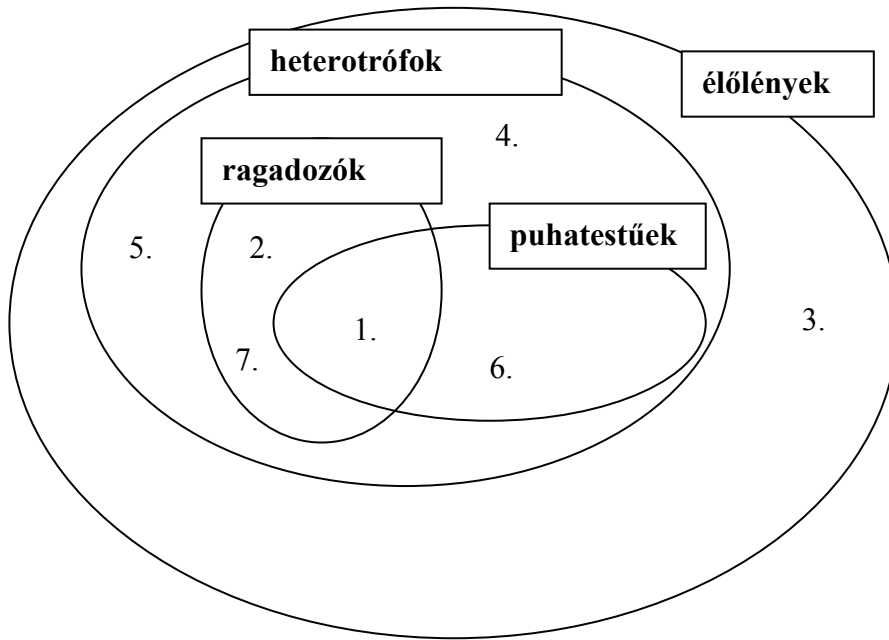 heterotrófok
élőlények
4.
ragadozók
puhatestűek
5.
2.
3.
1.
7.
6.